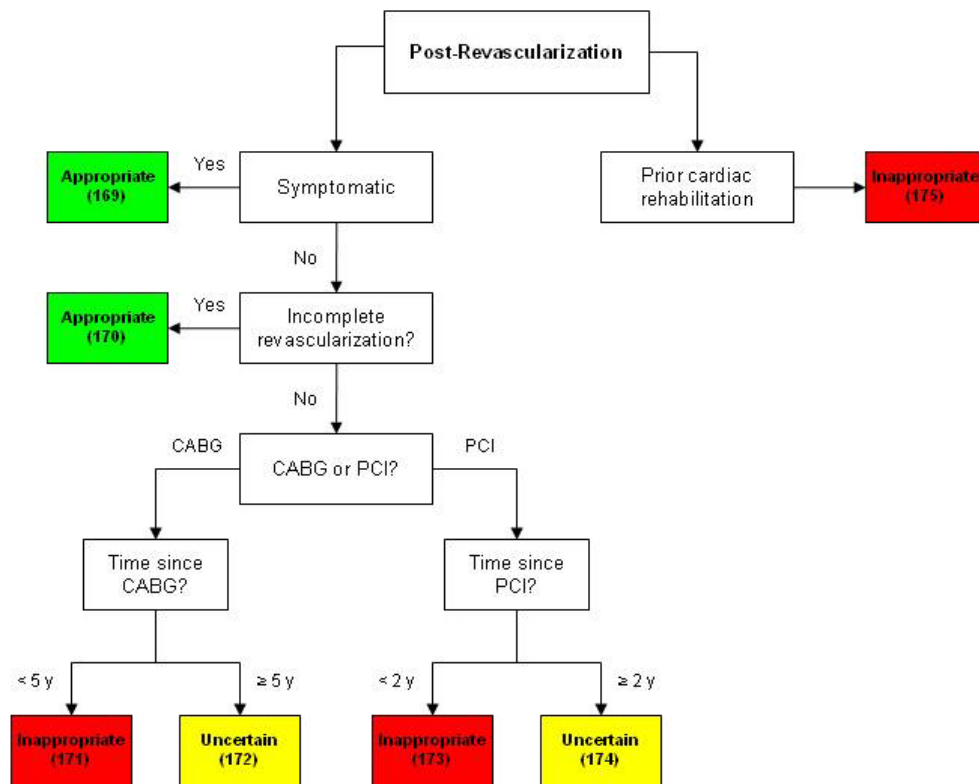 Post-Revascularization
Yes
Appropriate
(169)
Symptomatic
Prior cardiac
rehabilitation
Inappropriate
(175)
No
Yes
Appropriate
(170)
Incomplete
revascularization?
No
CABG
PCI
CABG or PCI?
Time since
CABG?
Time since
PCI?
< 5 y
≥ 5 y
< 2 y
≥ 2 y
Inappropriate
(171)
Uncertain
(172)
Inappropriate
(173)
Uncertain
(174)